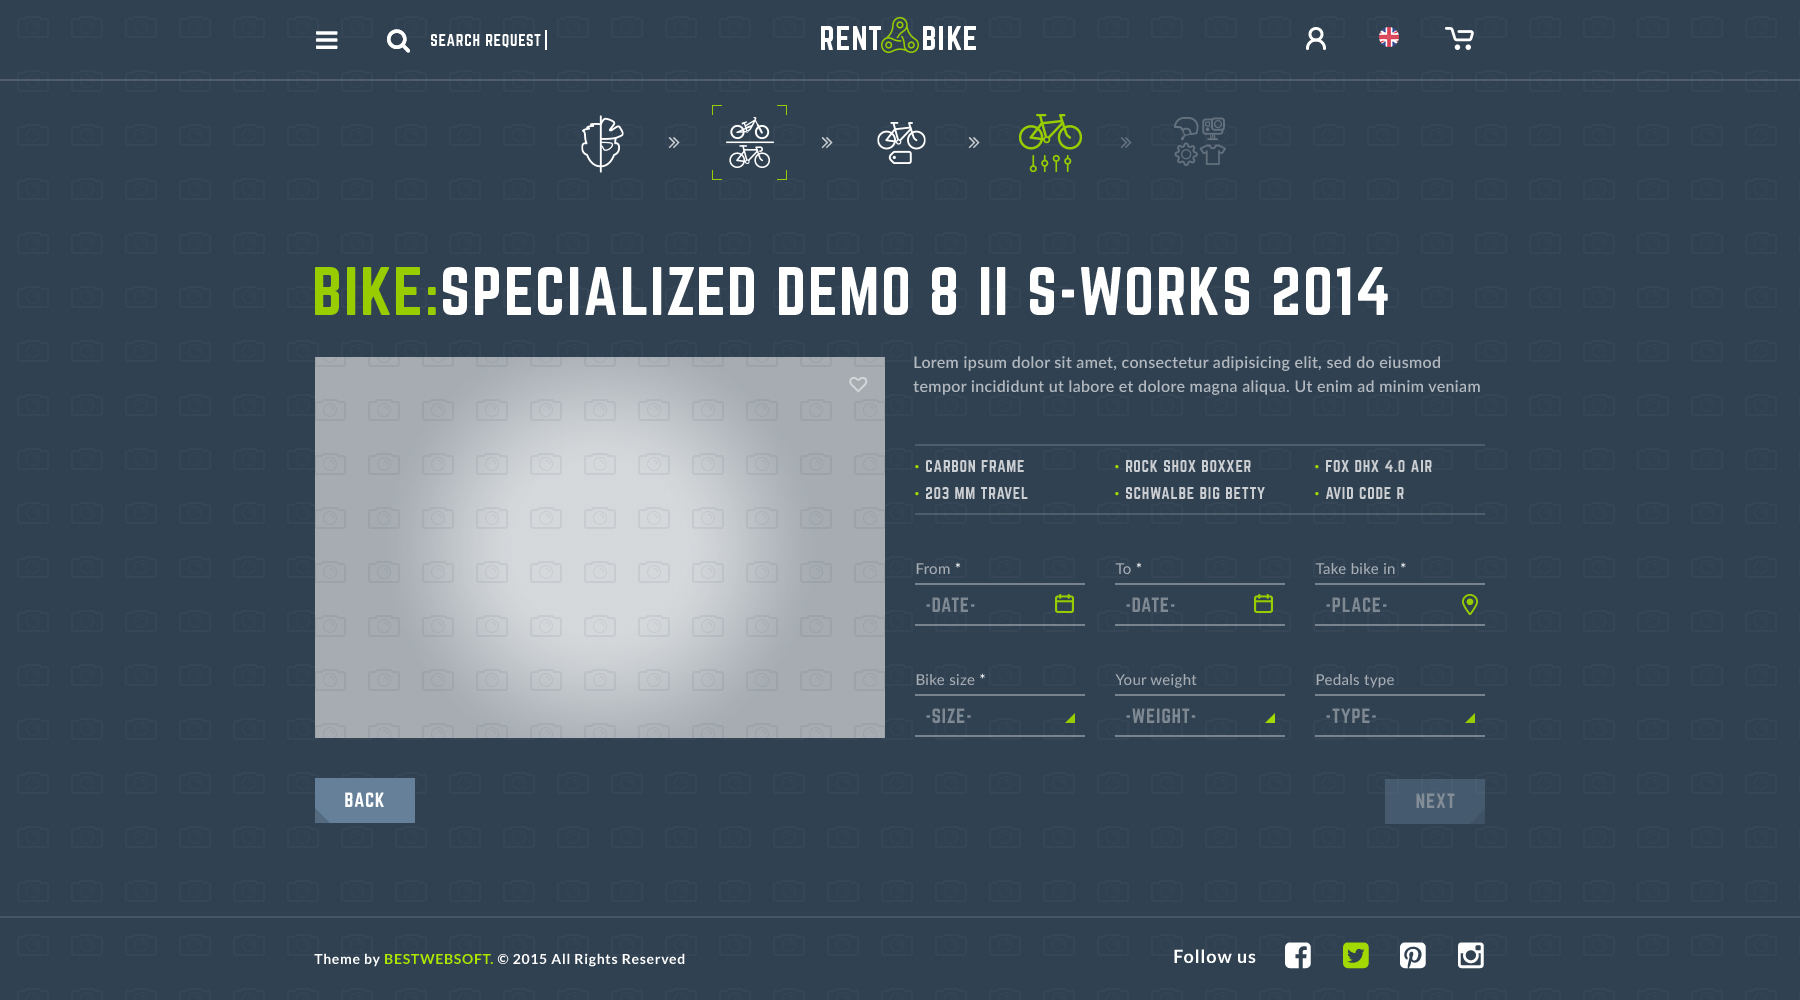 SEARCH REQUEST
RENT BIKE
BIKE:SPECIALIZED DEMO 8 II S-WORKS 2014
Lorem ipsum dolor sit amet, consectetur adipisicing elit, sed do eiusmod
tempor incididunt ut labore et dolore magna aliqua. Ut enim ad minim veniam
• CARBON FRAME • ROCK SHOX BOXXER • FOX DHX 4.0 AIR
• 203 MM TRAVEL • SCHWALBE BIG BETTY • AVID CODE R
From * To * Take bike in *
-DATE- -DATE- -PLACE-
Bike size * Your weight Pedals type
-SIZE- -WEIGHT- -TYPE-
BACK NEXT
Theme by BESTWEBSOFT. © 2015 All Rights Reserved Follow us